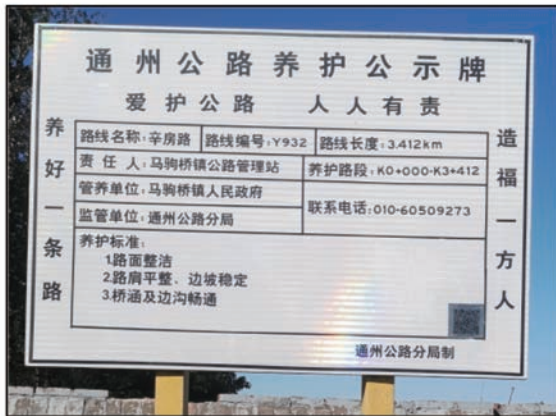 通州公路养护公示牌
爱护公路 人人有责
养好一条路
路线名称:辛房路 路线编号:Y932 路线长度:3.412km
责任人:马驹桥镇公路管理站 养护路段:K0+000-K3+412
管养单位:马驹桥镇人民政府
联系电话:010-60509273
监管单位:通州公路分局
养护标准:
1.路面整洁
2.路肩平整、边坡稳定
3.桥涵及边沟畅通
造福一方人
通州公路分局制